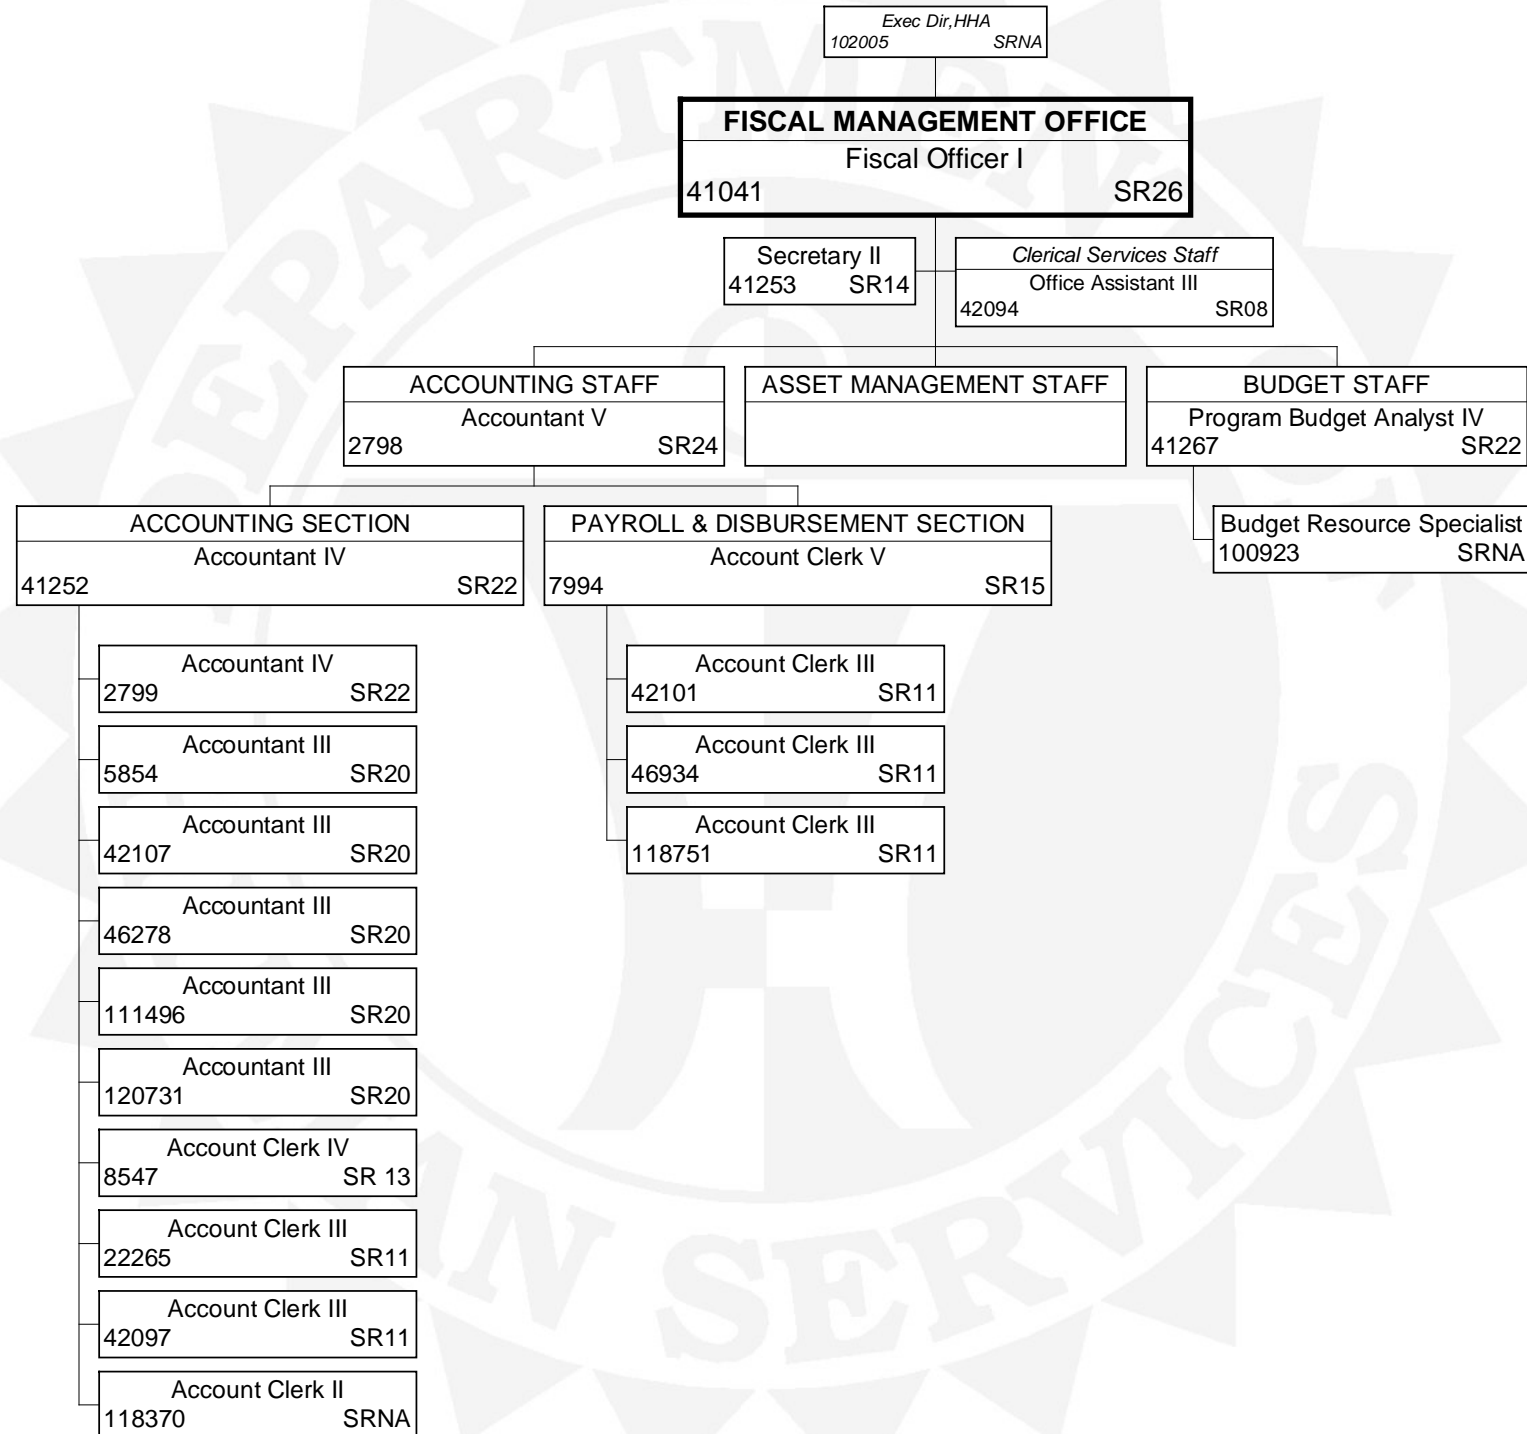 Exec Dir,HHA
102005 SRNA
FISCAL MANAGEMENT OFFICE
Fiscal Officer I
41041 SR26
Secretary II
41253 SR14
Clerical Services Staff
Office Assistant III
42094 SR08
ACCOUNTING STAFF
Accountant V
2798 SR24
ASSET MANAGEMENT STAFF
BUDGET STAFF
Program Budget Analyst IV
41267 SR22
Budget Resource Specialist
100923 SRNA
ACCOUNTING SECTION
Accountant IV
41252 SR22
PAYROLL & DISBURSEMENT SECTION
Account Clerk V
7994 SR15
Accountant IV
2799 SR22
Accountant III
5854 SR20
Accountant III
42107 SR20
Accountant III
46278 SR20
Accountant III
111496 SR20
Accountant III
120731 SR20
Account Clerk IV
8547 SR 13
Account Clerk III
22265 SR11
Account Clerk III
42097 SR11
Account Clerk II
118370 SRNA
Account Clerk III
42101 SR11
Account Clerk III
46934 SR11
Account Clerk III
118751 SR11
DEPARTMENT
SERVICES